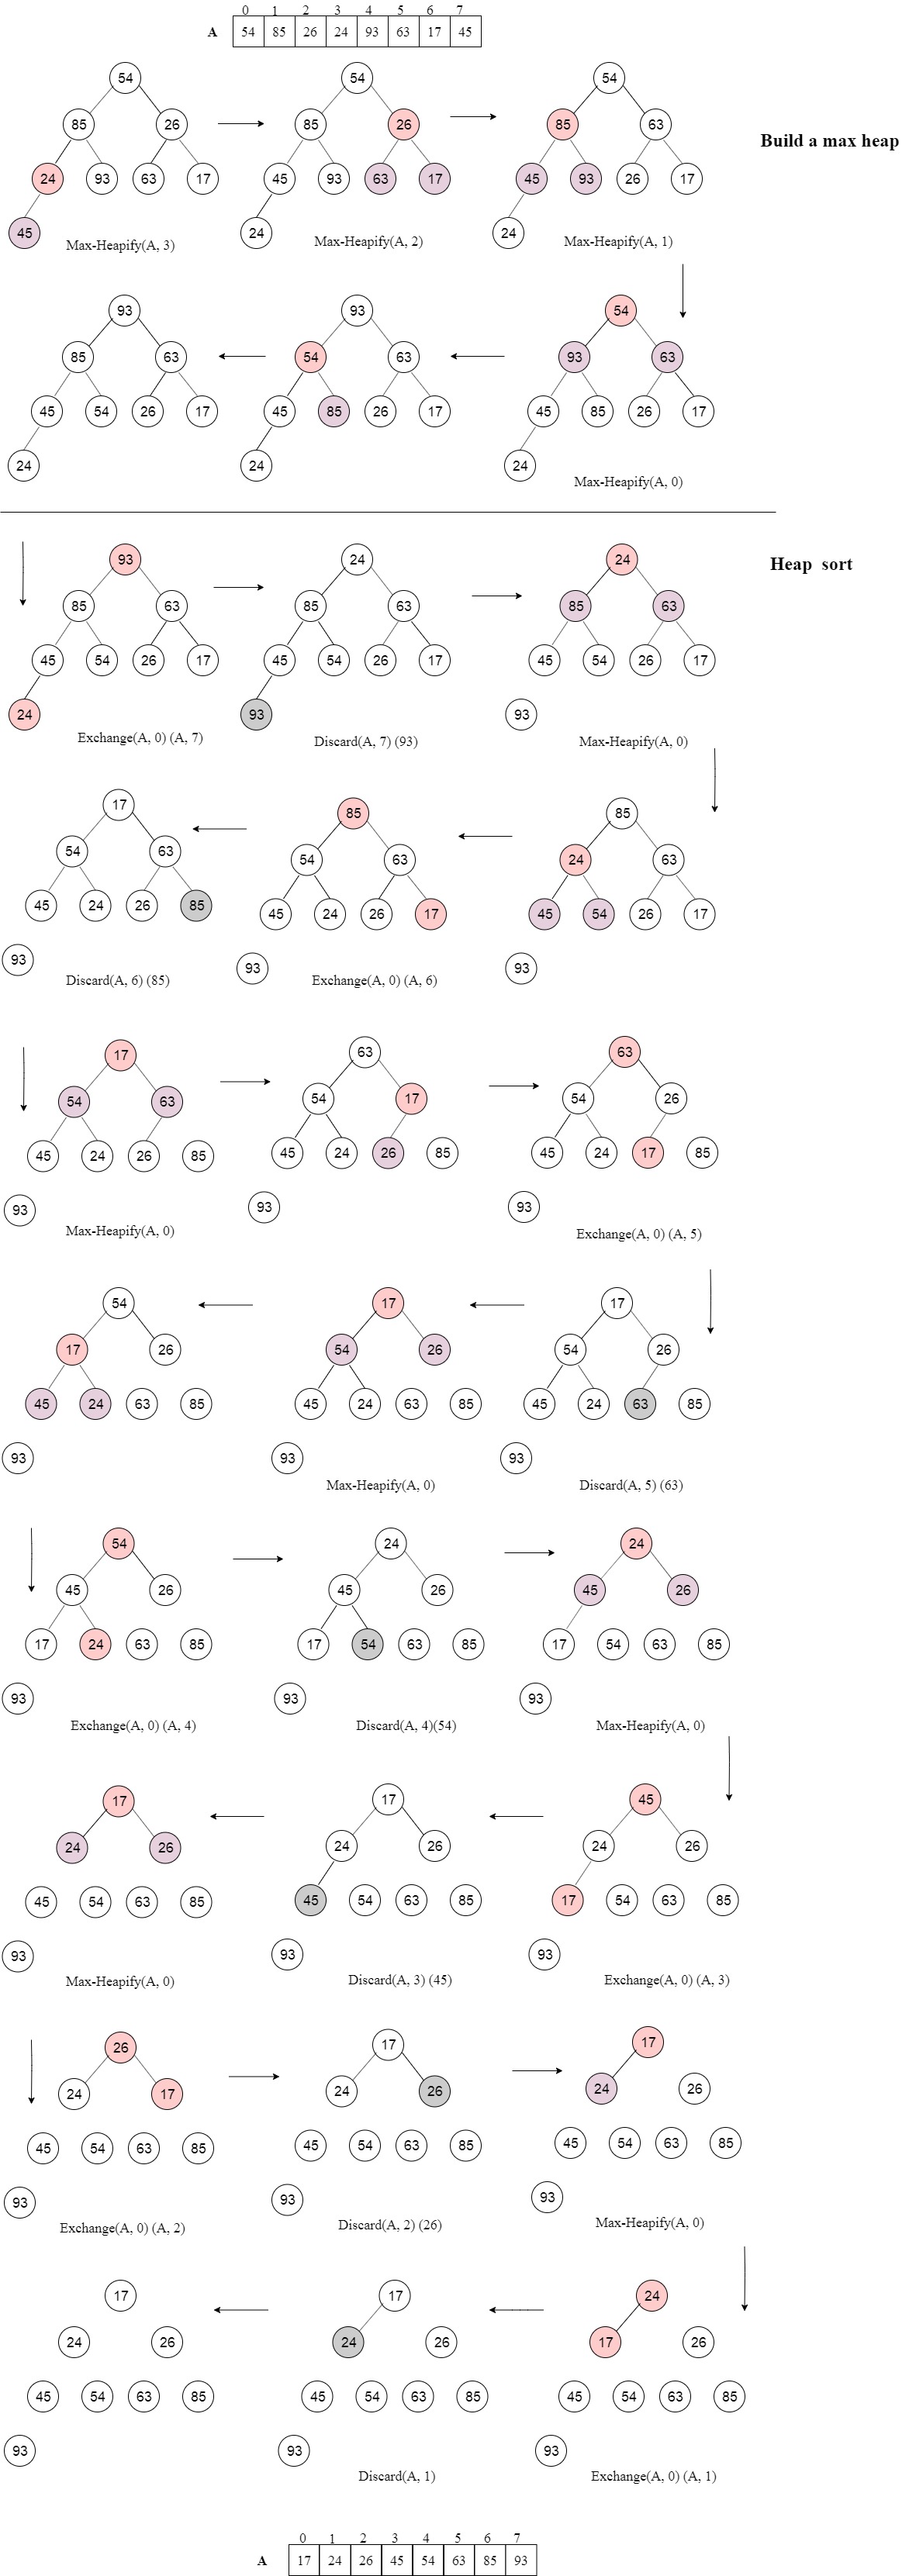 0 1 2 3 4 5 6 7
A 54 85 26 24 93 63 17 45
54 54 54
85 26 85 26 85 63
Build a max heap
24 93 63 17 45 93 63 17 45 93 26 17
45 24 24
Max-Heapify(A, 3) Max-Heapify(A, 2) Max-Heapify(A, 1)
93 93 54
85 63 54 63 93 63
45 54 26 17 45 85 26 17 45 85 26 17
24 24 24
Max-Heapify(A, 0)
Heap sort
93 24 24
85 63 85 63 85 63
45 54 26 17 45 54 26 17 45 54 26 17
24 93 93
Exchange(A, 0) (A, 7) Discard(A, 7) (93) Max-Heapify(A, 0)
17 85 85
54 63 54 63 24 63
45 24 26 85 45 24 26 17 45 54 26 17
93 93 93
Discard(A, 6) (85) Exchange(A, 0) (A, 6)
17 63 63
54 63 54 17 54 26
45 24 26 85 45 24 26 85 45 24 17 85
93 93 93
Max-Heapify(A, 0) Exchange(A, 0) (A, 5)
54 17 17
17 26 54 26 54 26
45 24 63 85 45 24 63 85 45 24 63 85
93 93 93
Max-Heapify(A, 0) Discard(A, 5) (63)
54 24 24
45 26 45 26 45 26
17 24 63 85 17 54 63 85 17 54 63 85
93 93 93
Exchange(A, 0) (A, 4) Discard(A, 4)(54) Max-Heapify(A, 0)
17 17 45
24 26 24 26 24 26
45 54 63 85 45 54 63 85 17 54 63 85
93 93 93
Max-Heapify(A, 0) Discard(A, 3) (45) Exchange(A, 0) (A, 3)
26 17 17
24 17 24 26 24 26
45 54 63 85 45 54 63 85 45 54 63 85
93 93 93
Exchange(A, 0) (A, 2) Discard(A, 2) (26) Max-Heapify(A, 0)
17 17 24
24 26 24 26 17 26
45 54 63 85 45 54 63 85 45 54 63 85
93 93 93
Discard(A, 1) Exchange(A, 0) (A, 1)
0 1 2 3 4 5 6 7
A 17 24 26 45 54 63 85 93